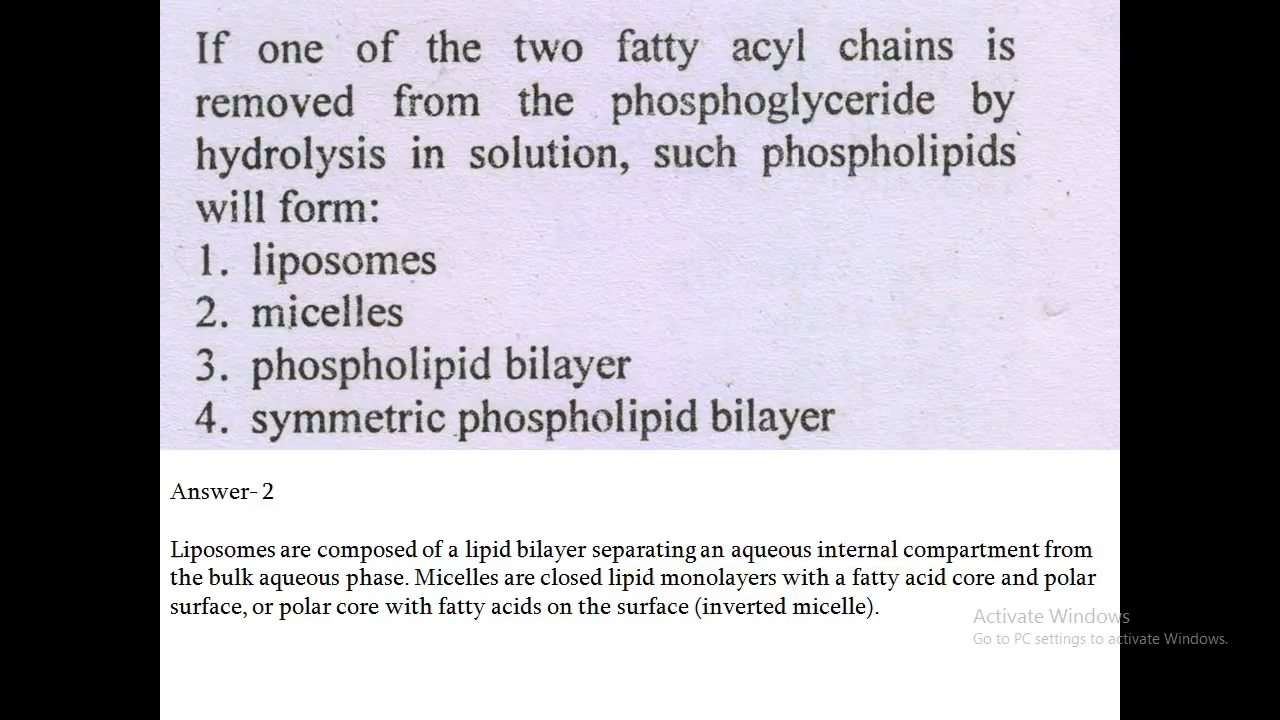 If one of the two fatty acyl chains is
removed from the phosphoglyceride by
hydrolysis in solution, such phospholipids
will form:
1. liposomes
2. micelles
3. phospholipid bilayer
4. symmetric phospholipid bilayer
Answer- 2
Liposomes are composed of a lipid bilayer separating an aqueous internal compartment from
the bulk aqueous phase. Micelles are closed lipid monolayers with a fatty acid core and polar
surface, or polar core with fatty acids on the surface (inverted micelle).
Activate Windows
Go to PC settings to activate Windows.